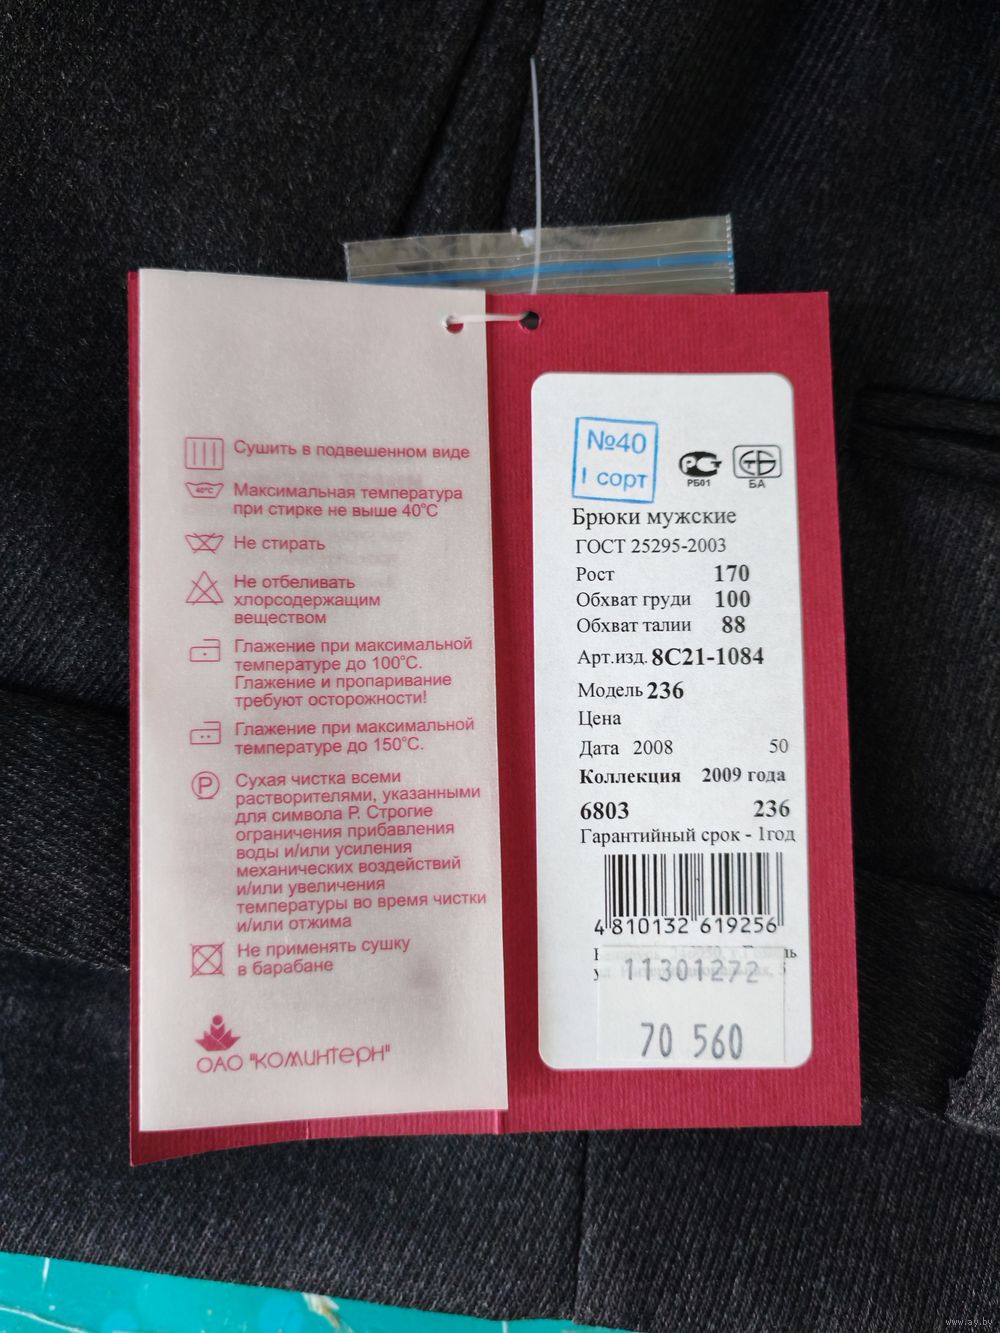 Сушить в подвешенном виде
40°C
Максимальная температура
при стирке не выше 40°С
Не стирать
Не отбеливать
хлорсодержащим
веществом
Глажение при максимальной
температуре до 100°С.
Глажение и пропаривание
требуют осторожности!
Глажение при максимальной
температуре до 150°С.
P
Сухая чистка всеми
растворителями, указанными
для символа Р. Строгие
ограничения прибавления
воды и/или усиления
механических воздействий
и/или увеличения
температуры во время чистки
и/или отжима
Не применять сушку
в барабане
ОАО "Коминтерн"
№40
I сорт
РБ01
БА
Брюки мужские
ГОСТ 25295-2003
Рост 170
Обхват груди 100
Обхват талии 88
Арт.изд. 8С21-1084
Модель 236
Цена
Дата 2008 50
Коллекция 2009 года
6803 236
Гарантийный срок - 1год
4 810132 619256
11301272
70 560
www.ay.by